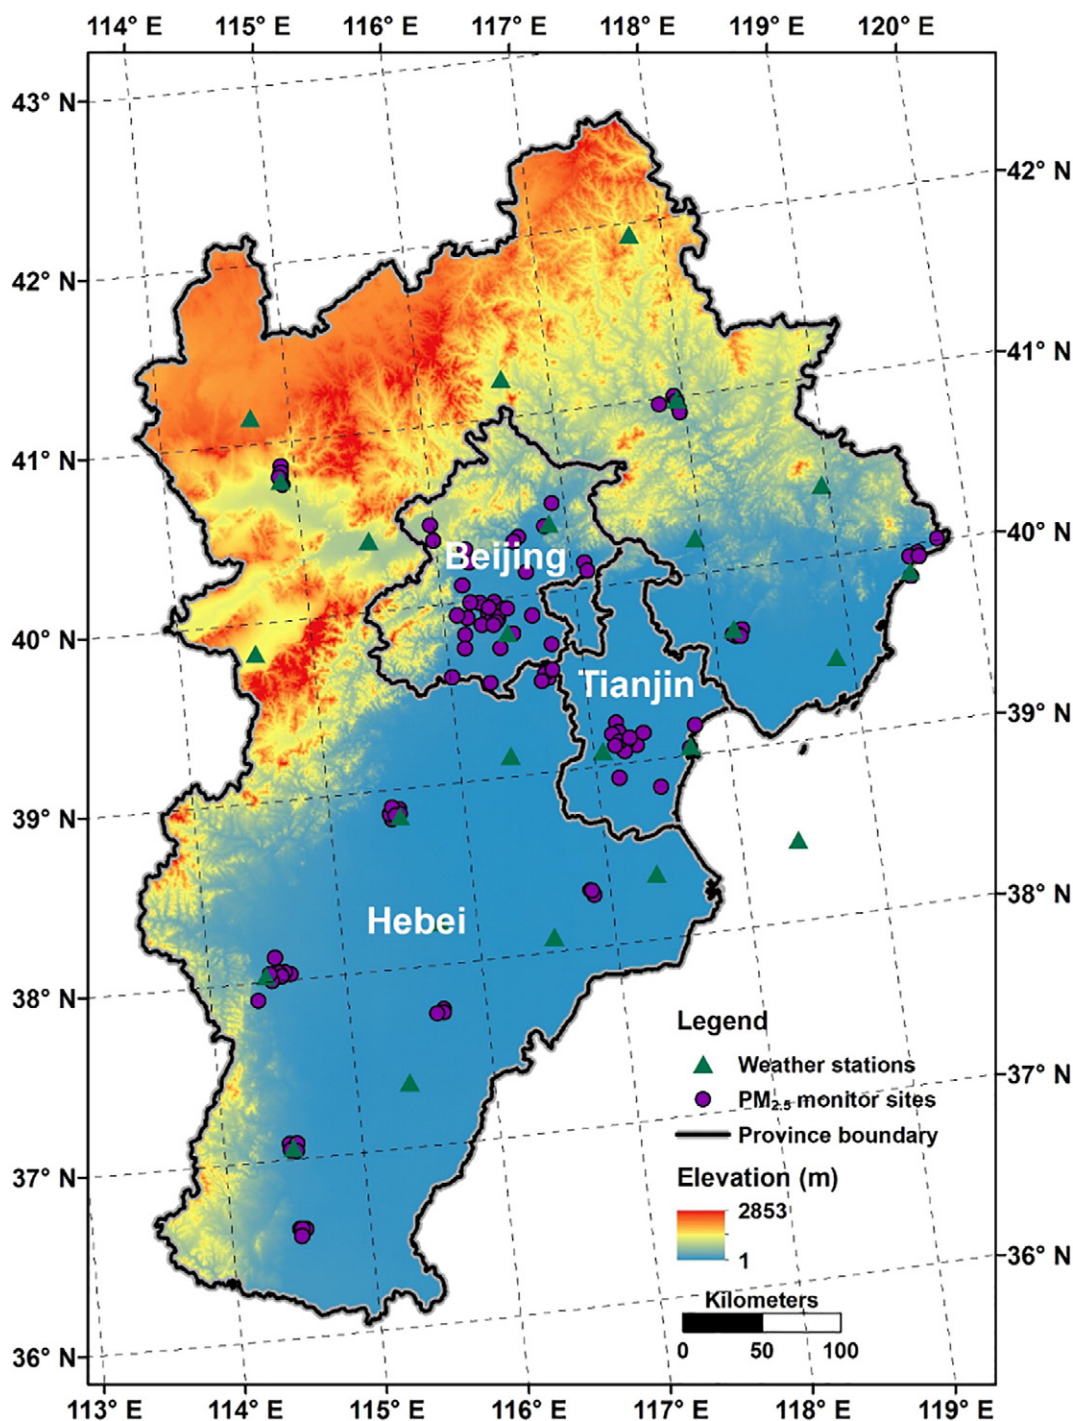 114° E 115° E 116° E 117° E 118° E 119° E 120° E
43° N
42° N
42° N
41° N
41° N
40° N
Beijing
40° N
Tianjin
39° N
39° N
38° N
Hebei
38° N
Legend
Weather stations
37° N
PM2.5 monitor sites
Province boundary
37° N
Elevation (m)
2853
1
36° N
Kilometers
0 50 100
36° N
113° E 114° E 115° E 116° E 117° E 118° E 119° E